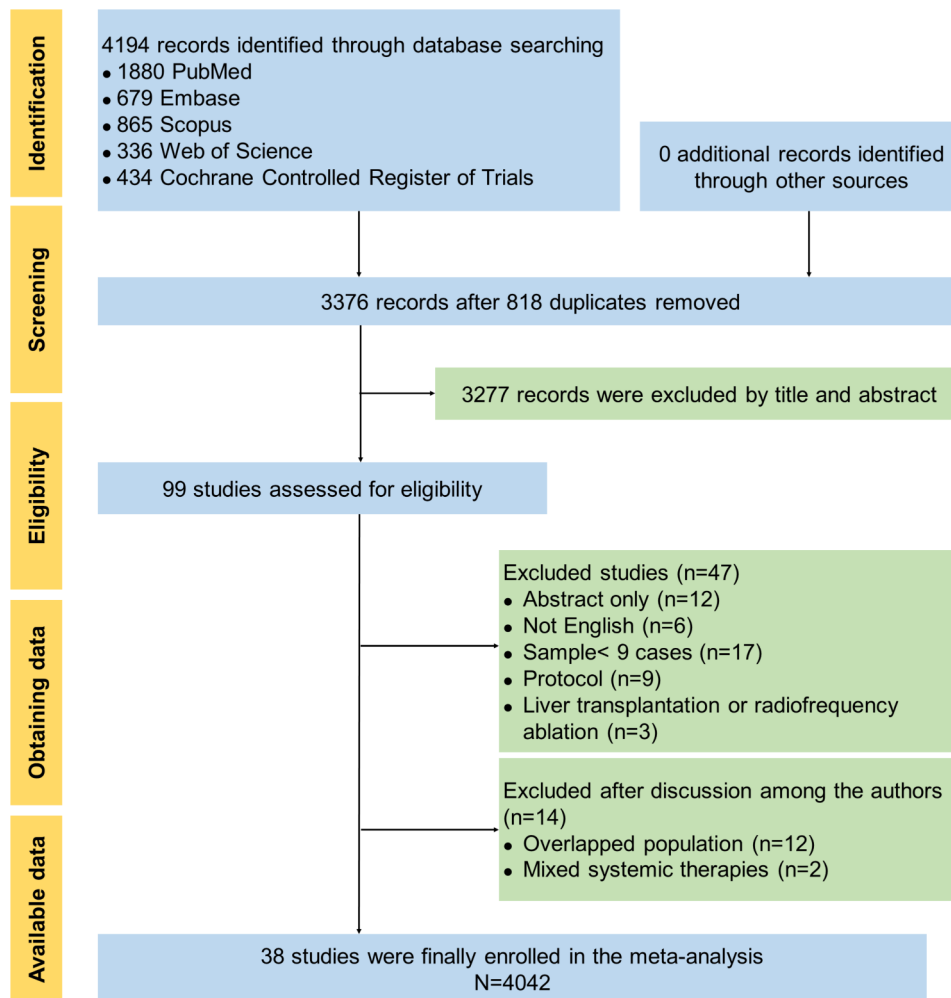 Identification
4194 records identified through database searching
• 1880 PubMed
• 679 Embase
• 865 Scopus
• 336 Web of Science
• 434 Cochrane Controlled Register of Trials
0 additional records identified
through other sources
Screening
3376 records after 818 duplicates removed
3277 records were excluded by title and abstract
Eligibility
99 studies assessed for eligibility
Obtaining data
Excluded studies (n=47)
• Abstract only (n=12)
• Not English (n=6)
• Sample< 9 cases (n=17)
• Protocol (n=9)
• Liver transplantation or radiofrequency
ablation (n=3)
Excluded after discussion among the authors
(n=14)
• Overlapped population (n=12)
• Mixed systemic therapies (n=2)
Available data
38 studies were finally enrolled in the meta-analysis
N=4042